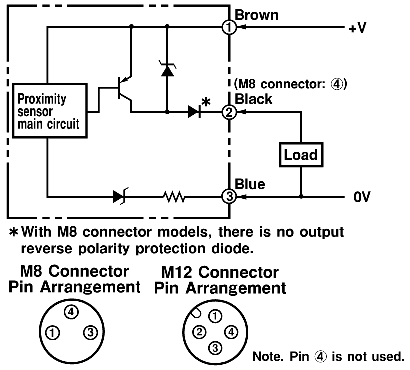 Brown
① +V
(M8 connector: ④)
Black
Proximity
sensor
main circuit
*
②
Load
Blue
③ 0V
* With M8 connector models, there is no output
reverse polarity protection diode.
M8 Connector
Pin Arrangement
M12 Connector
Pin Arrangement
④
① ③
①
② ④
③
Note. Pin ④ is not used.